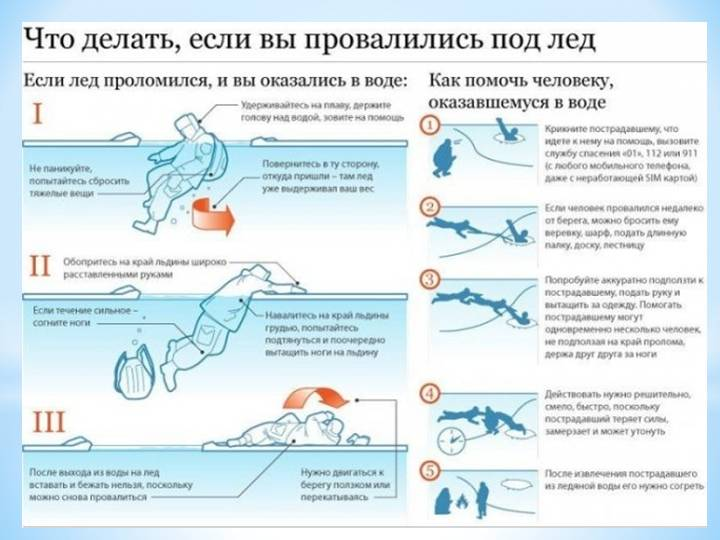 Что делать, если вы провалились под лед
Если лед проломился, и вы оказались в воде:
I
Удерживайтесь на плаву, держите
голову над водой, зовите на помощь
Не паникуйте,
попытайтесь сбросить
тяжелые вещи
Повернитесь в ту сторону,
откуда пришли – там лед
уже выдерживал ваш вес
II
Обопритесь на край льдины широко
расставленными руками
Если течение сильное –
согните ноги
Навалитесь на край льдины
грудью, попытайтесь
подтянуться и поочередно
вытащить ноги на льдину
III
После выхода из воды на лед
вставать и бежать нельзя, поскольку
можно снова провалиться
Нужно двигаться к
берегу ползком или
перекатываясь
Как помочь человеку,
оказавшемуся в воде
1
Крикните пострадавшему, что
идете к нему на помощь, вызовите
службу спасения «01», 112 или 911
(с любого мобильного телефона,
даже с неработающей SIM картой)
2
Если человек провалился недалеко
от берега, можно бросить ему
веревку, шарф, подать длинную
палку, доску, лестницу
3
Попробуйте аккуратно подползти к
пострадавшему, подать руку и
вытащить за одежду. Помогать
пострадавшему могут
одновременно несколько человек,
не подползая на край пролома,
держа друг друга за ноги
4
Действовать нужно решительно,
смело, быстро, поскольку
пострадавший теряет силы,
замерзает и может утонуть
5
После извлечения пострадавшего
из ледяной воды его нужно согреть